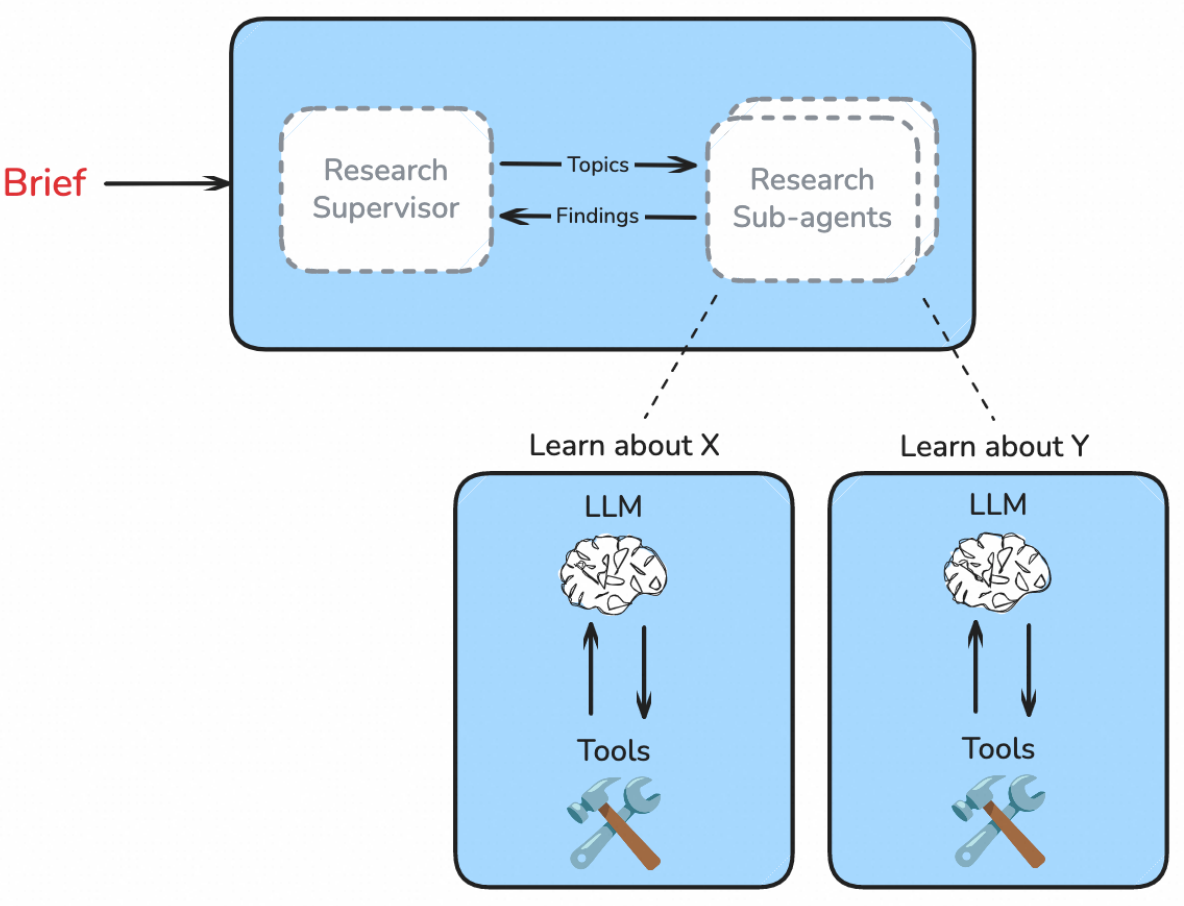 Brief
Research
Supervisor
Topics
Findings
Research
Sub-agents
Learn about X
LLM
Tools
Learn about Y
LLM
Tools